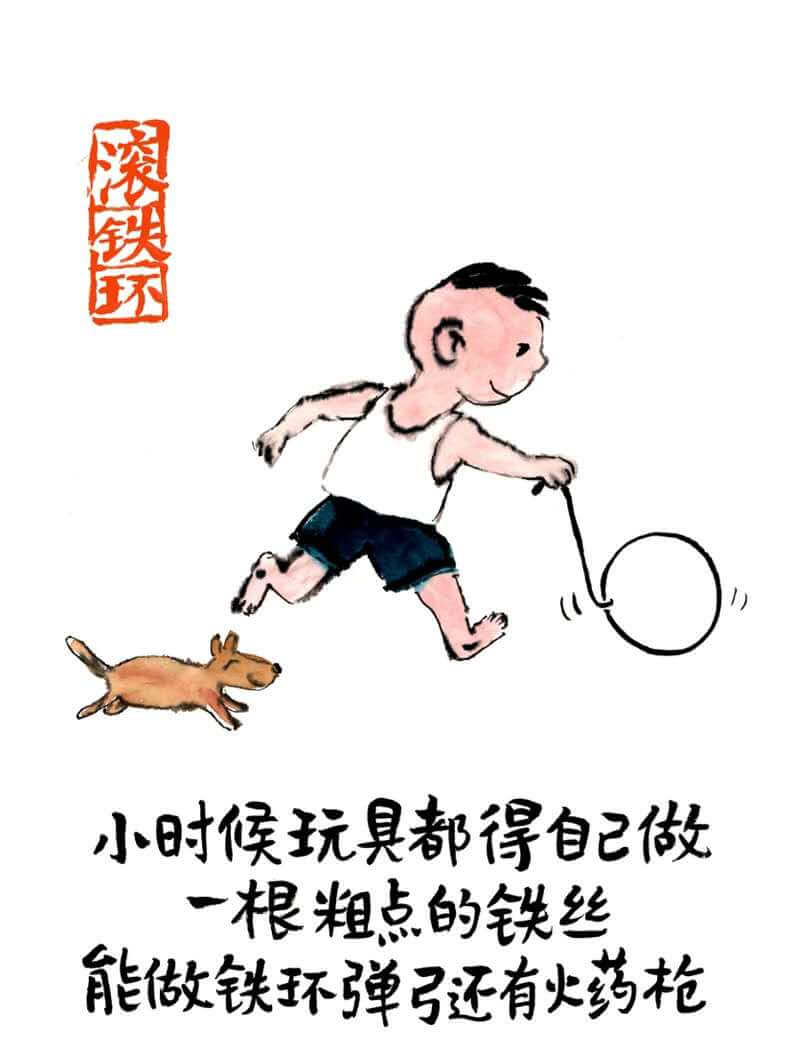 滚铁环
小时候玩具都得自己做
一根粗点的铁丝
能做铁环弹弓还有火药枪